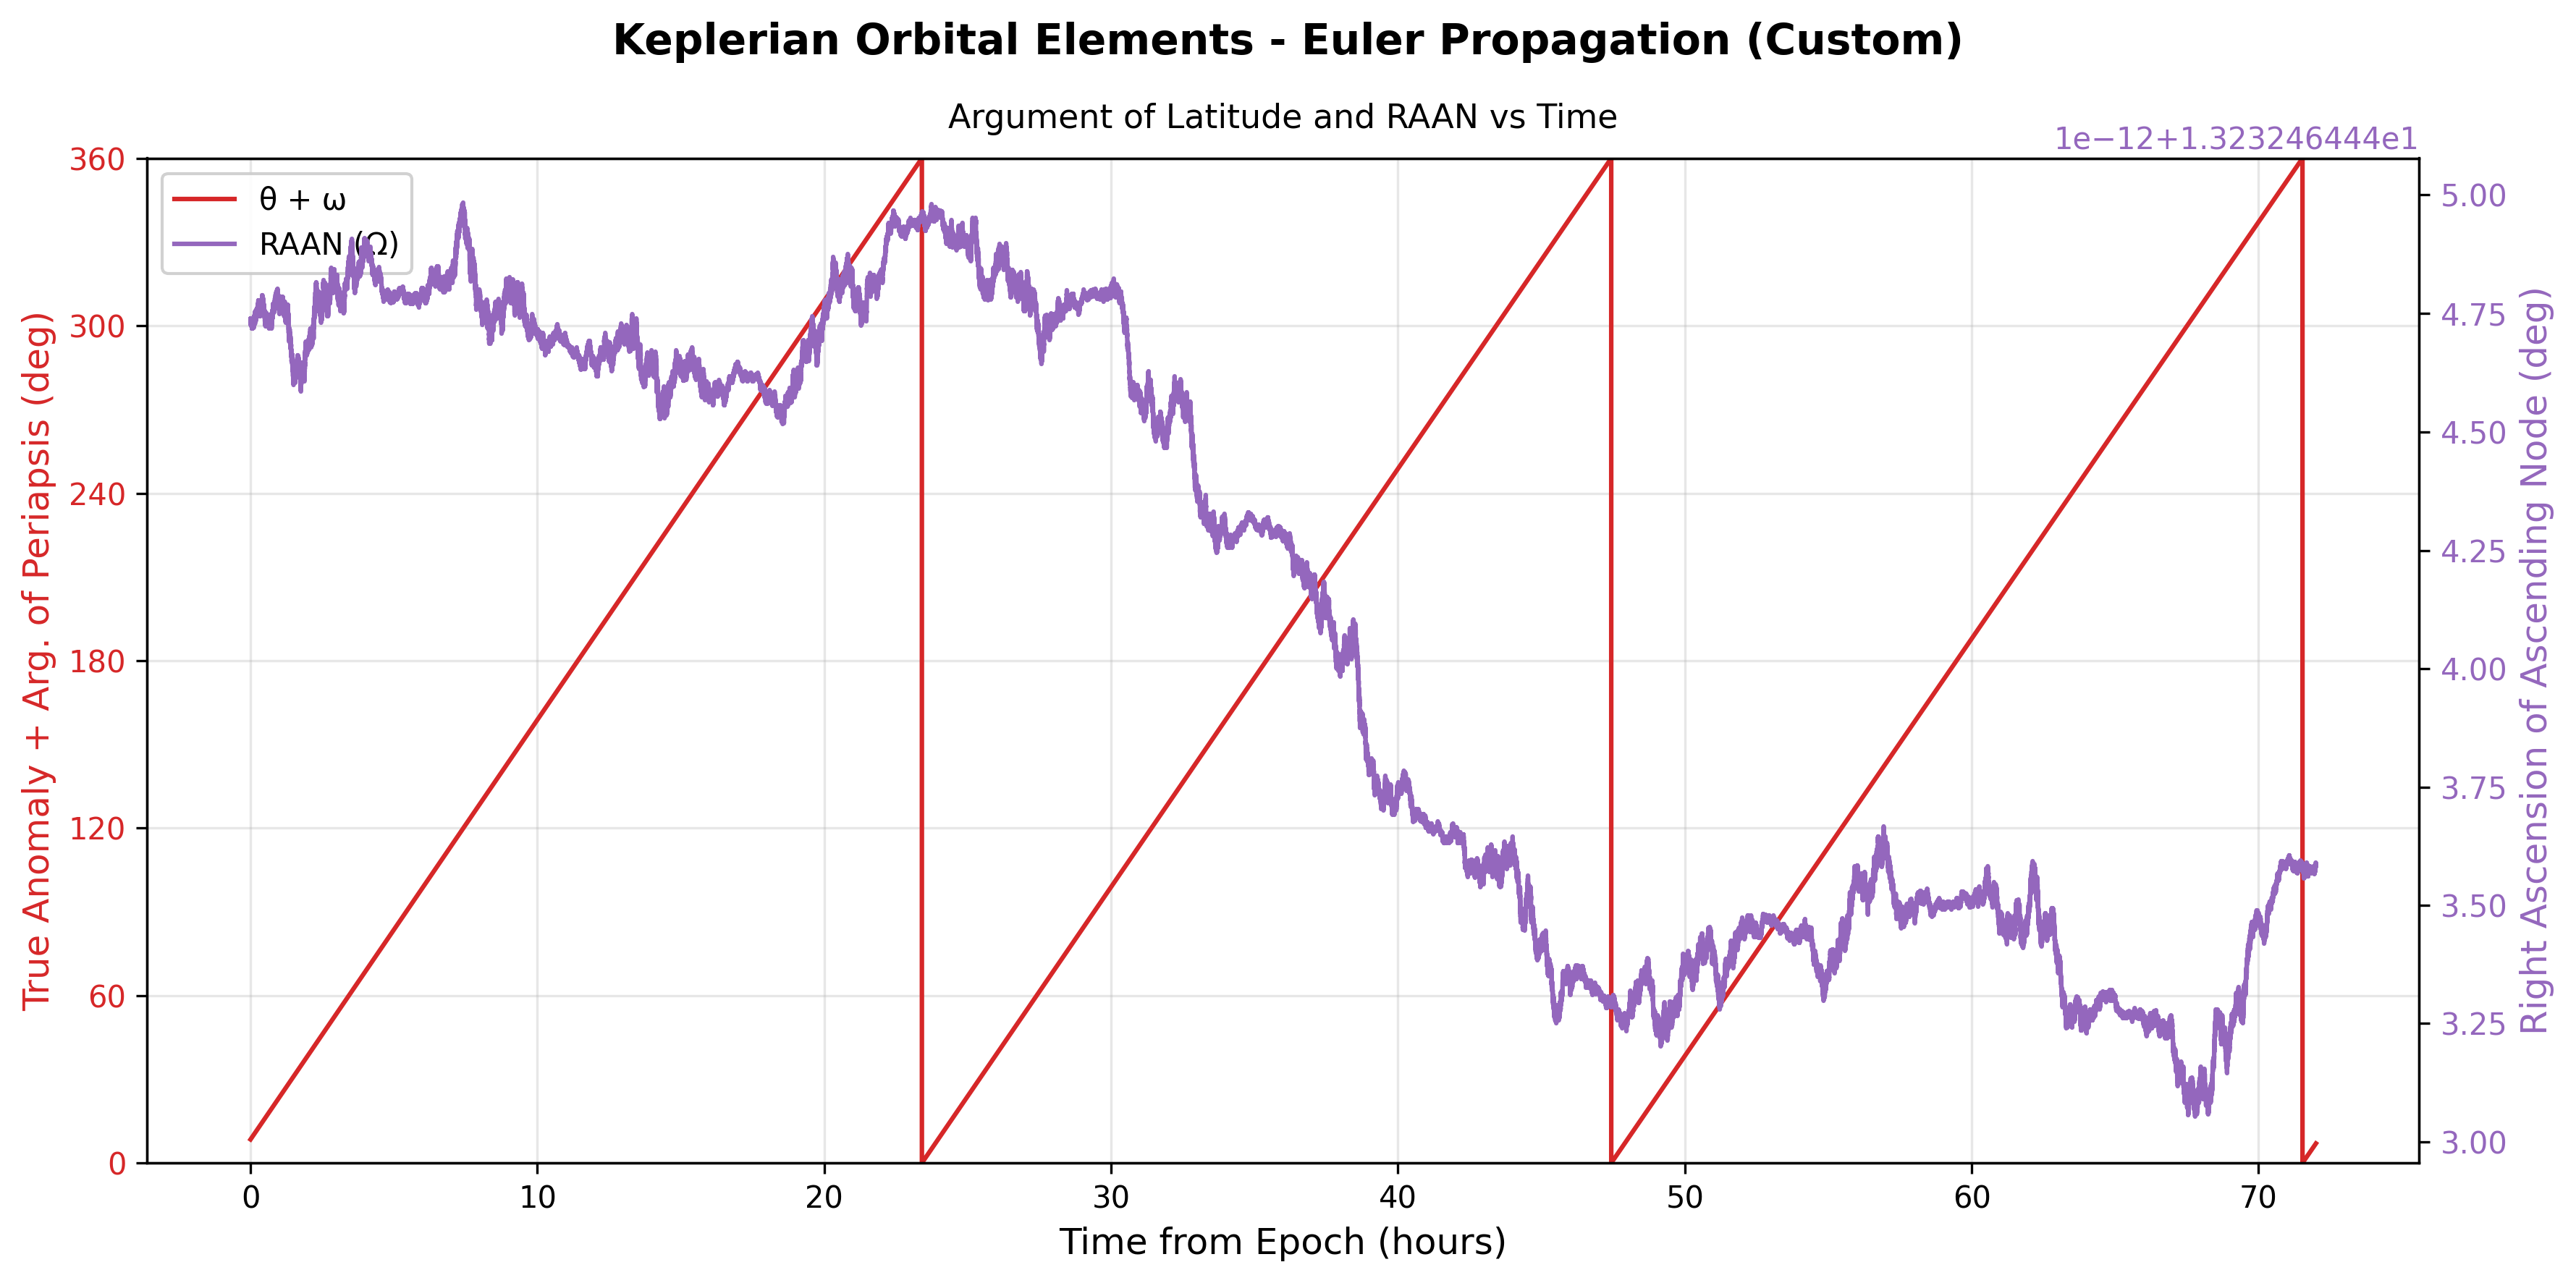 Keplerian Orbital Elements - Euler Propagation (Custom)
Argument of Latitude and RAAN vs Time
1e−12+1.323246444e1
θ + ω
RAAN (Ω)
True Anomaly + Arg. of Periapsis (deg)
360
300
240
180
120
60
0
5.00
4.75
4.50
4.25
4.00
3.75
3.50
3.25
3.00
Right Ascension of Ascending Node (deg)
0 10 20 30 40 50 60 70
Time from Epoch (hours)